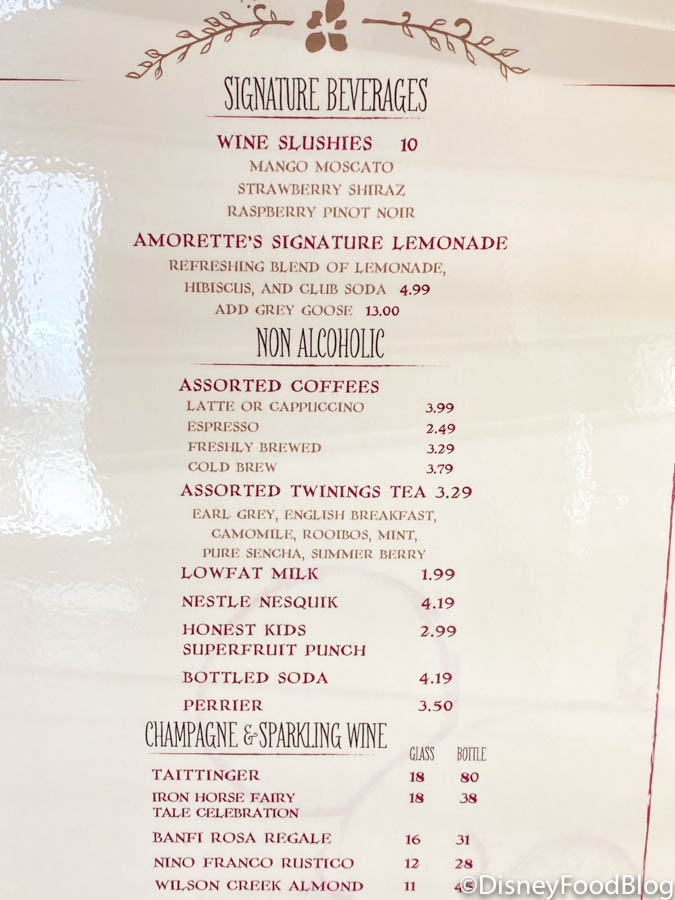 SIGNATURE BEVERAGES
WINE SLUSHIES 10
MANGO MOSCATO
STRAWBERRY SHIRAZ
RASPBERRY PINOT NOIR
AMORETTE'S SIGNATURE LEMONADE
REFRESHING BLEND OF LEMONADE,
HIBISCUS, AND CLUB SODA 4.99
ADD GREY GOOSE 13.00
NON ALCOHOLIC
ASSORTED COFFEES
LATTE OR CAPPUCCINO 3.99
ESPRESSO 2.49
FRESHLY BREWED 3.29
COLD BREW 3.79
ASSORTED TWININGS TEA 3.29
EARL GREY, ENGLISH BREAKFAST,
CAMOMILE, ROOIBOS, MINT,
PURE SENCHA, SUMMER BERRY
LOWFAT MILK 1.99
NESTLE NESQUIK 4.19
HONEST KIDS 2.99
SUPERFRUIT PUNCH
BOTTLED SODA 4.19
PERRIER 3.50
CHAMPAGNE & SPARKLING WINE GLASS BOTTLE
TAITTINGER 18 80
IRON HORSE FAIRY 18 38
TALE CELEBRATION
BANFI ROSA REGALE 16 31
NINO FRANCO RUSTICO 12 28
WILSON CREEK ALMOND 11 45
©DisneyFoodBlog